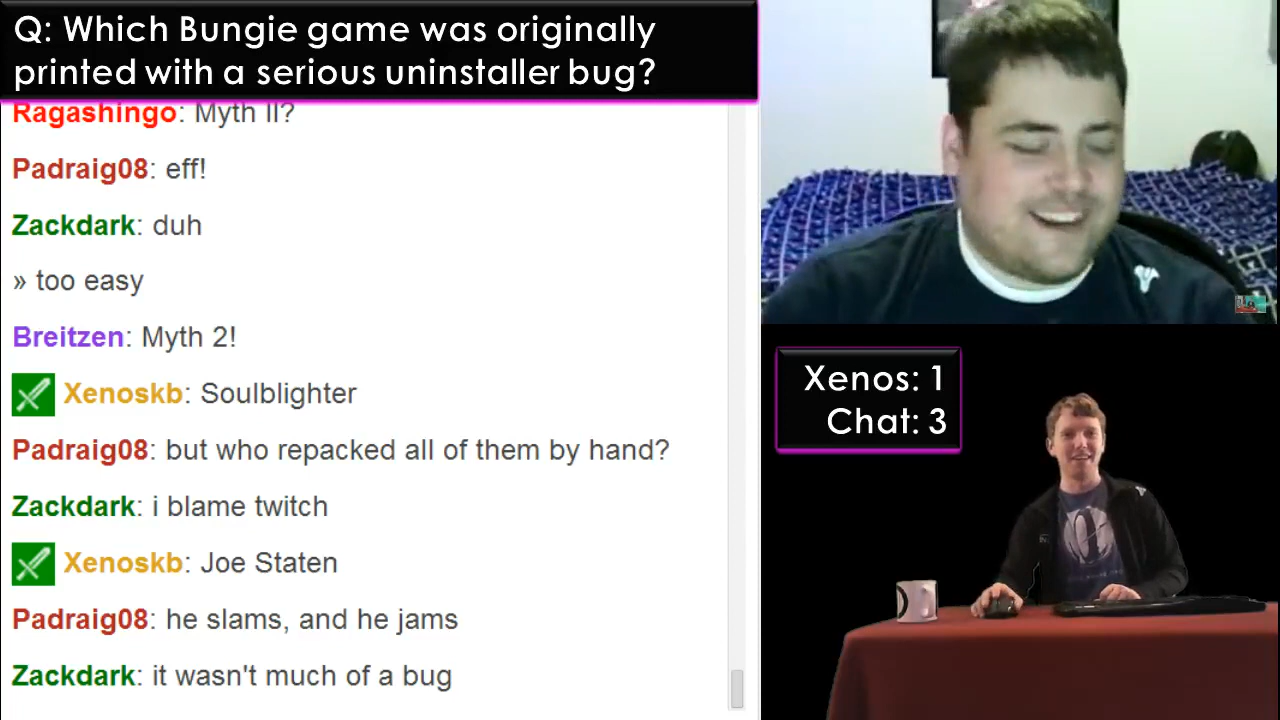 Q: Which Bungie game was originally
printed with a serious uninstaller bug?
Ragashingo: Myth II?
Padraig08: eff!
Zackdark: duh
» too easy
Breitzen: Myth 2!
Xenoskb: Soulblighter
Padraig08: but who repacked all of them by hand?
Zackdark: i blame twitch
Xenoskb: Joe Staten
Padraig08: he slams, and he jams
Zackdark: it wasn't much of a bug
Xenos: 1
Chat: 3